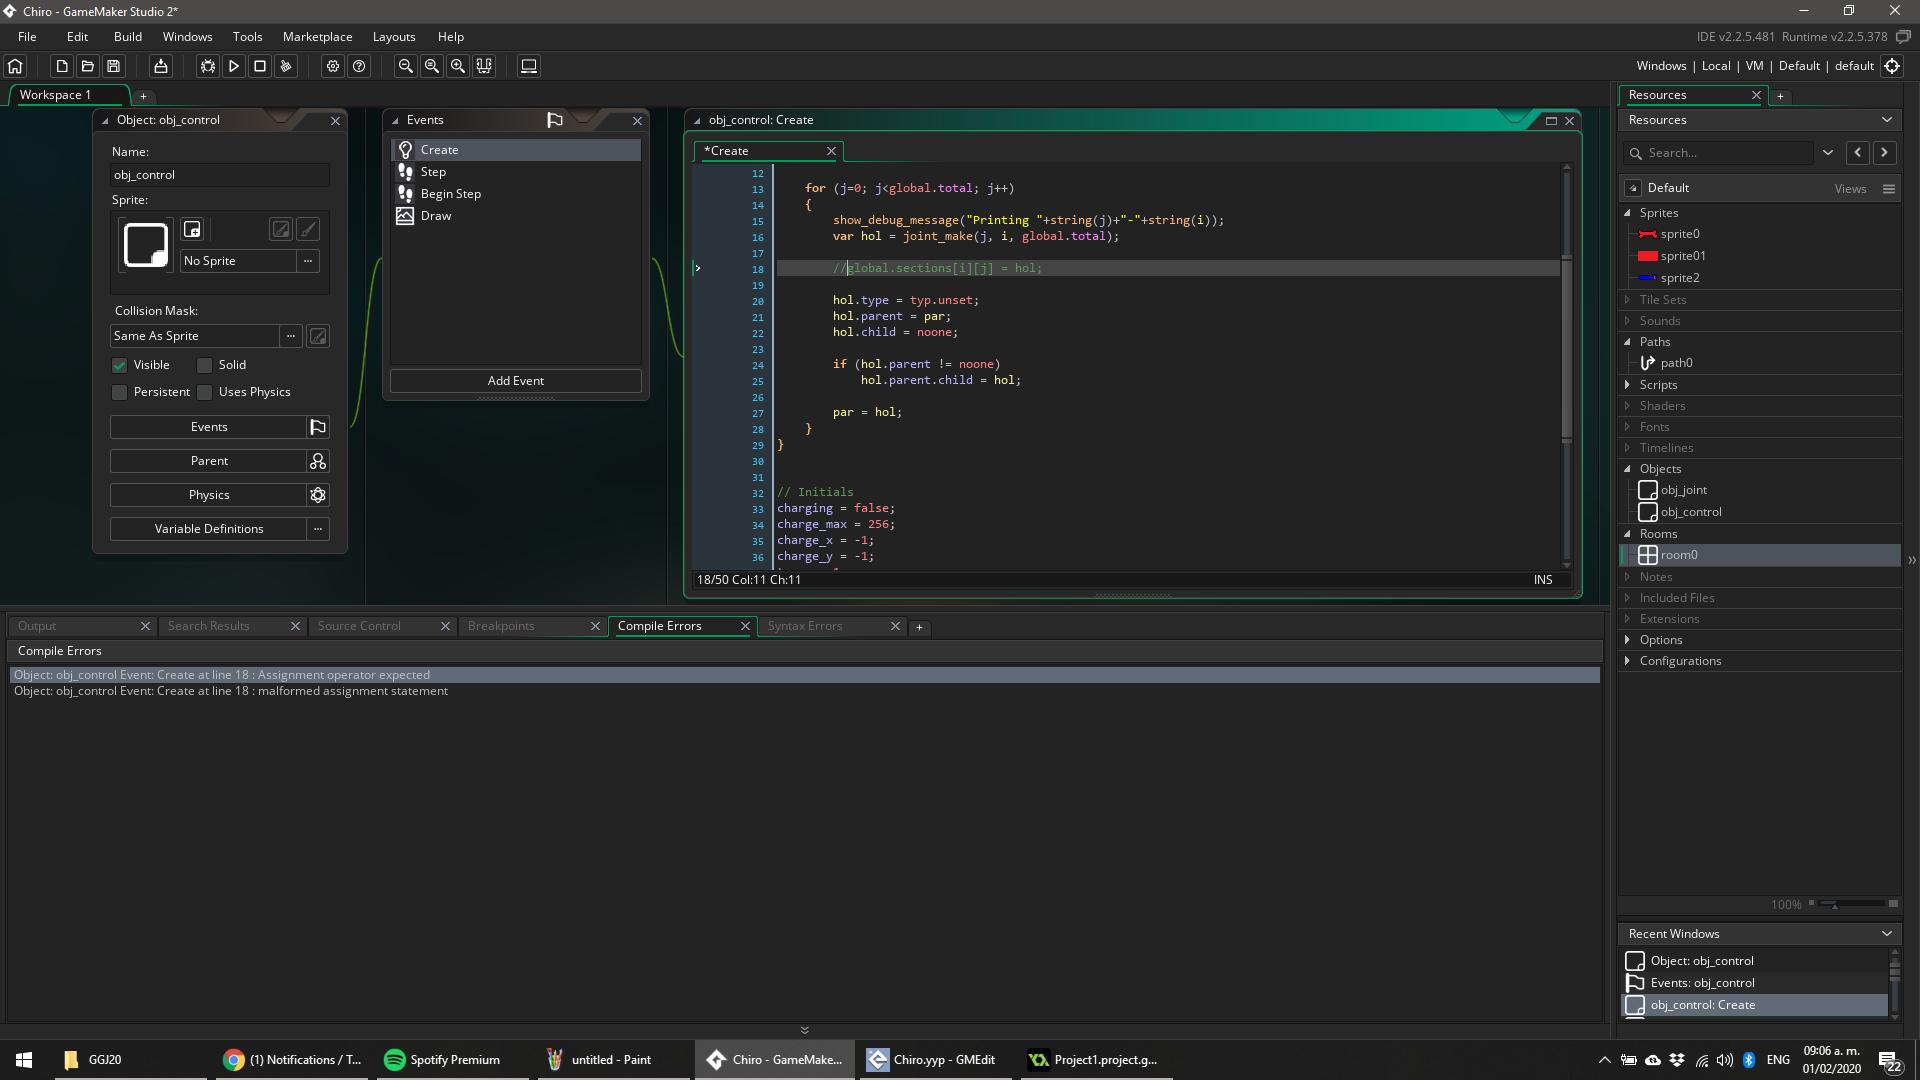 Chiro - GameMaker Studio 2*
File Edit Build Windows Tools Marketplace Layouts Help
IDE v2.2.5.481 Runtime v2.2.5.378
Windows | Local | VM | Default | default
Workspace 1
+
Object: obj_control
Name:
obj_control
Sprite:
No Sprite
...
Collision Mask:
Same As Sprite
...
Visible
Solid
Persistent
Uses Physics
Events
Parent
Physics
Variable Definitions
...
Events
Create
Step
Begin Step
Draw
Add Event
obj_control: Create
*Create
12
13 for (j=0; j<global.total; j++)
14 {
15 show_debug_message("Printing "+string(j)+"-"+string(i));
16 var hol = joint_make(j, i, global.total);
17
18 //global.sections[i][j] = hol;
19
20 hol.type = typ.unset;
21 hol.parent = par;
22 hol.child = noone;
23
24 if (hol.parent != noone)
25 hol.parent.child = hol;
26
27 par = hol;
28 }
29 }
30
31
32 // Initials
33 charging = false;
34 charge_max = 256;
35 charge_x = -1;
36 charge_y = -1;
18/50 Col:11 Ch:11
INS
Output
Search Results
Source Control
Breakpoints
Compile Errors
Syntax Errors
+
Compile Errors
Object: obj_control Event: Create at line 18 : Assignment operator expected
Object: obj_control Event: Create at line 18 : malformed assignment statement
Resources
+
Resources
Search...
Default
Views
Sprites
sprite0
sprite01
sprite2
Tile Sets
Sounds
Paths
path0
Scripts
Shaders
Fonts
Timelines
Objects
obj_joint
obj_control
Rooms
room0
Notes
Included Files
Extensions
Options
Configurations
100%
Recent Windows
Object: obj_control
Events: obj_control
obj_control: Create
GGJ20
(1) Notifications / T...
Spotify Premium
untitled - Paint
Chiro - GameMake...
Chiro.yyp - GMEdit
Project1.project.g...
ENG
09:06 a. m.
01/02/2020
22